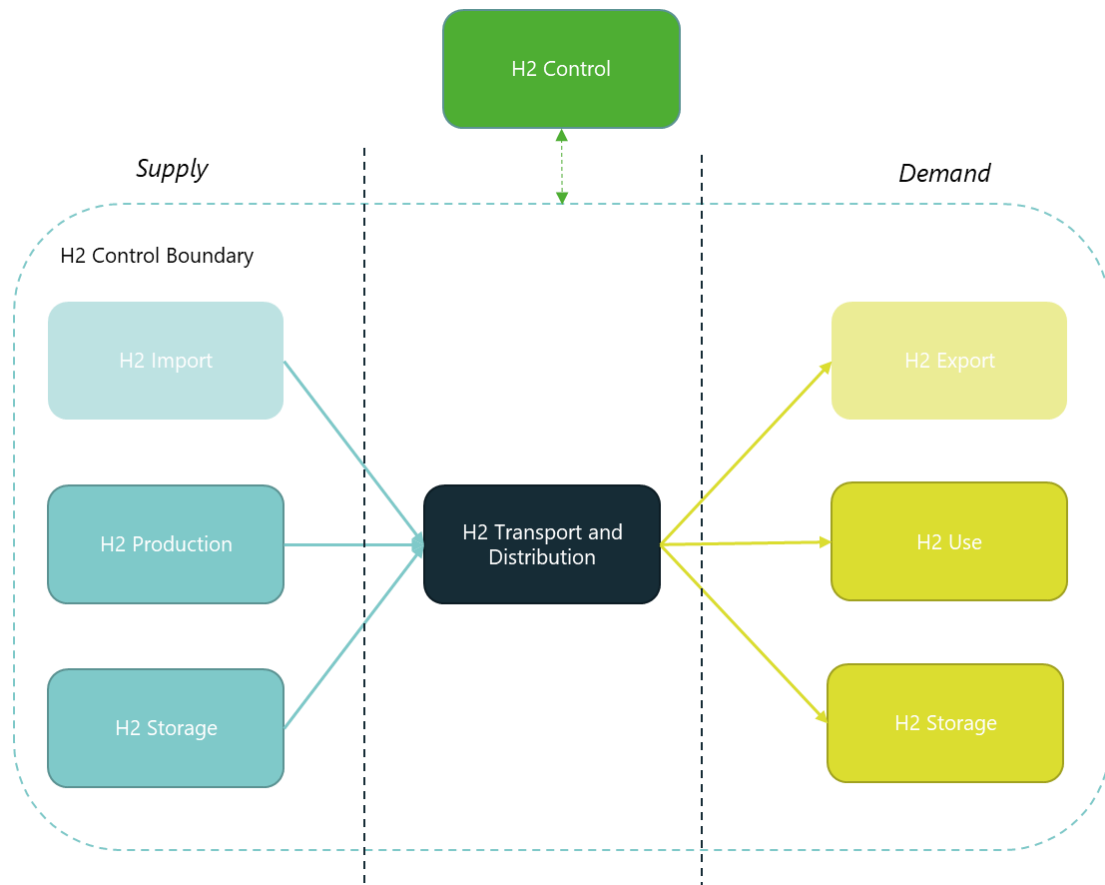 H2 Control
Supply
Demand
H2 Control Boundary
H2 Import
H2 Export
H2 Production
H2 Transport and
Distribution
H2 Use
H2 Storage
H2 Storage